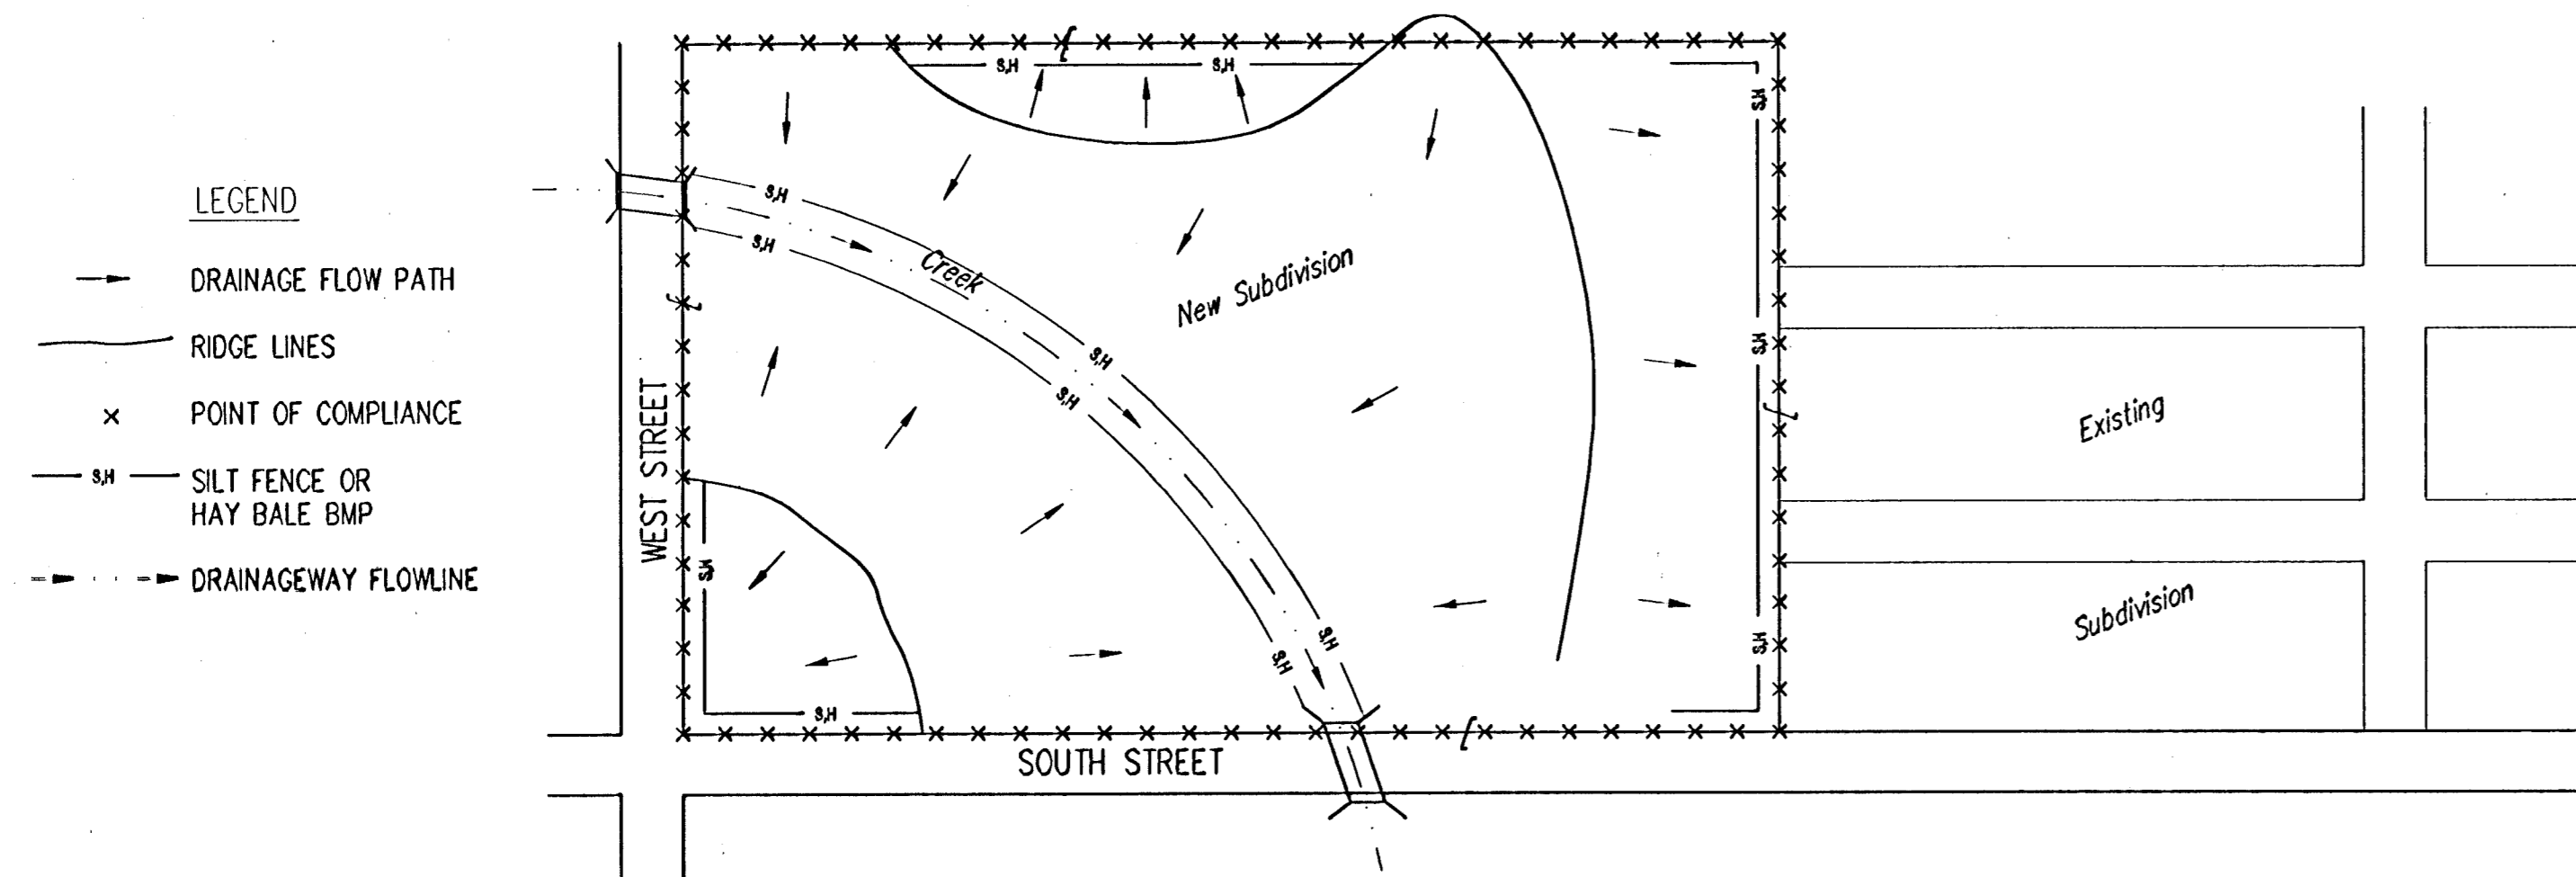 LEGEND
DRAINAGE FLOW PATH
RIDGE LINES
× POINT OF COMPLIANCE
S,H SILT FENCE OR
HAY BALE BMP
DRAINAGEWAY FLOWLINE
WEST STREET
SOUTH STREET
Creek
New Subdivision
Existing
Subdivision
S,H
S,H
S,H
S,H
S,H
S,H
S,H
S,H
S,H
S,H
S,H
S,H
S,H